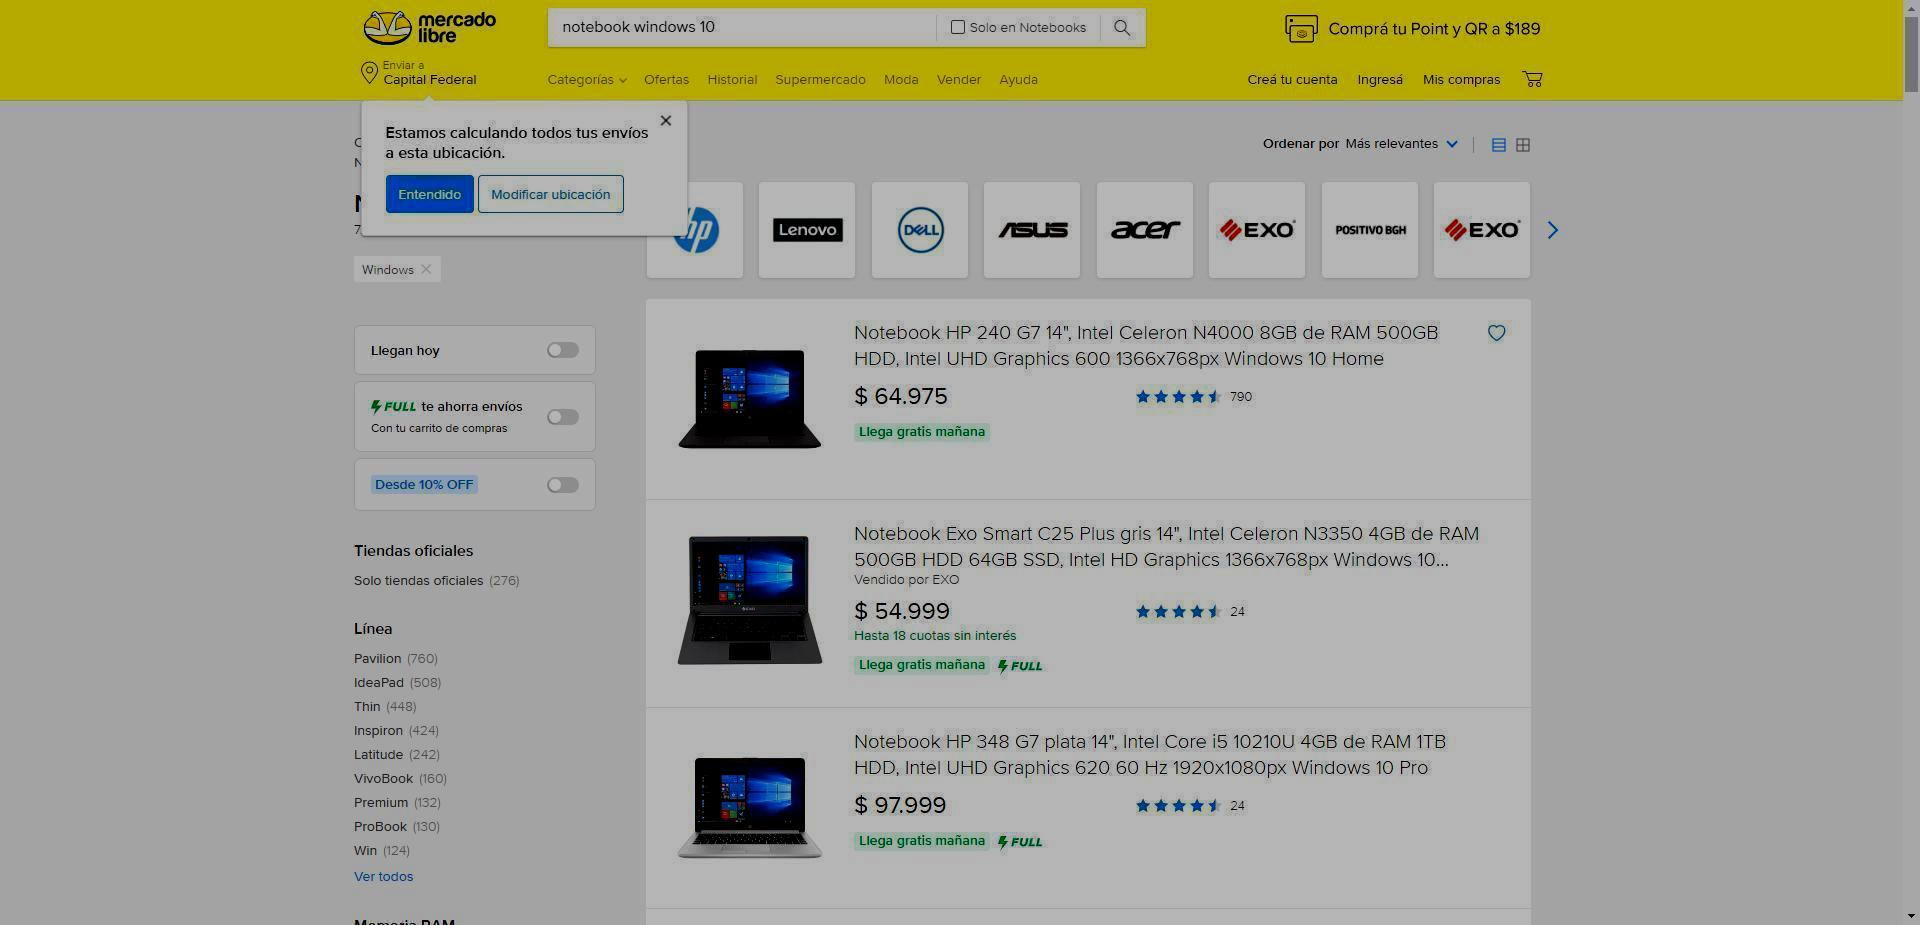 mercado
libre
notebook windows 10
Solo en Notebooks
Comprá tu Point y QR a $189
Enviar a
Capital Federal
Categorías
Ofertas
Historial
Supermercado
Moda
Vender
Ayuda
Creá tu cuenta
Ingresá
Mis compras
Estamos calculando todos tus envíos
a esta ubicación.
Entendido
Modificar ubicación
Ordenar por Más relevantes
hp
Lenovo
DELL
ASUS
acer
EXO
POSITIVO BGH
EXO
Windows
Llegan hoy
FULL te ahorra envíos
Con tu carrito de compras
Desde 10% OFF
Tiendas oficiales
Solo tiendas oficiales (276)
Línea
Pavilion (760)
IdeaPad (508)
Thin (448)
Inspiron (424)
Latitude (242)
VivoBook (160)
Premium (132)
ProBook (130)
Win (124)
Ver todos
Memoria RAM
Notebook HP 240 G7 14", Intel Celeron N4000 8GB de RAM 500GB
HDD, Intel UHD Graphics 600 1366x768px Windows 10 Home
$ 64.975
790
Llega gratis mañana
Notebook Exo Smart C25 Plus gris 14", Intel Celeron N3350 4GB de RAM
500GB HDD 64GB SSD, Intel HD Graphics 1366x768px Windows 10...
Vendido por EXO
$ 54.999
24
Hasta 18 cuotas sin interés
Llega gratis mañana FULL
Notebook HP 348 G7 plata 14", Intel Core i5 10210U 4GB de RAM 1TB
HDD, Intel UHD Graphics 620 60 Hz 1920x1080px Windows 10 Pro
$ 97.999
24
Llega gratis mañana FULL